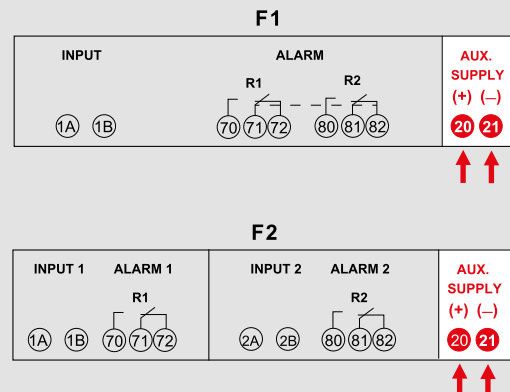 F1
INPUT
ALARM
AUX.
SUPPLY
(+) (—)
R1
R2
1A 1B
70 71 72
80 81 82
20 21
F2
INPUT 1 ALARM 1
INPUT 2 ALARM 2
AUX.
SUPPLY
(+) (—)
R1
R2
1A 1B 70 71 72
2A 2B 80 81 82
20 21